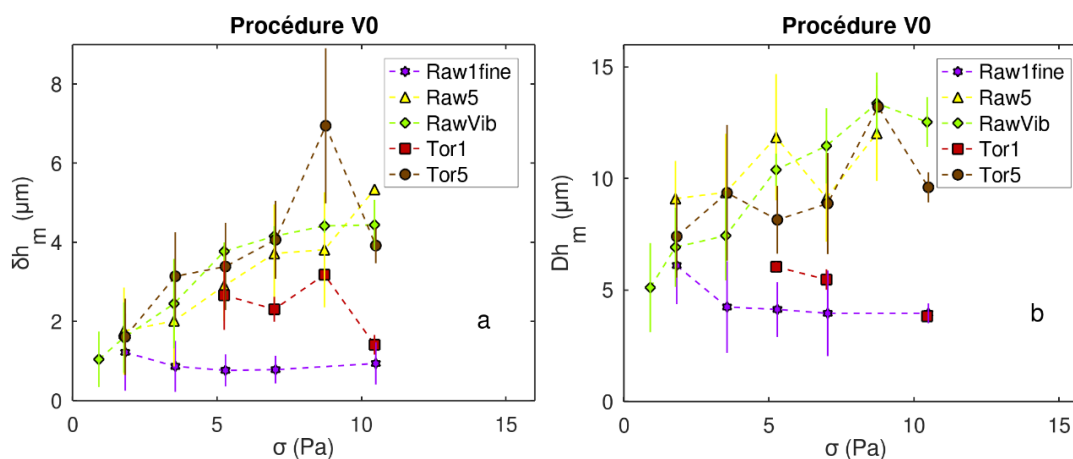 Procédure V0
8
6
4
2
0
0
5
10
15
δh m (μm)
σ (Pa)
Raw1fine
Raw5
RawVib
Tor1
Tor5
a
Procédure V0
15
10
5
0
0
5
10
15
Dh m (μm)
σ (Pa)
Raw1fine
Raw5
RawVib
Tor1
Tor5
b